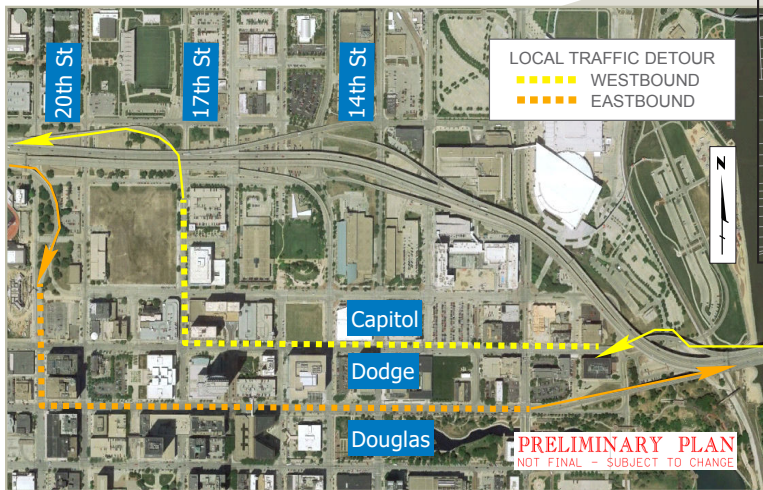 20th St
17th St
14th St
LOCAL TRAFFIC DETOUR
WESTBOUND
EASTBOUND
N
Capitol
Dodge
Douglas
PRELIMINARY PLAN
NOT FINAL - SUBJECT TO CHANGE